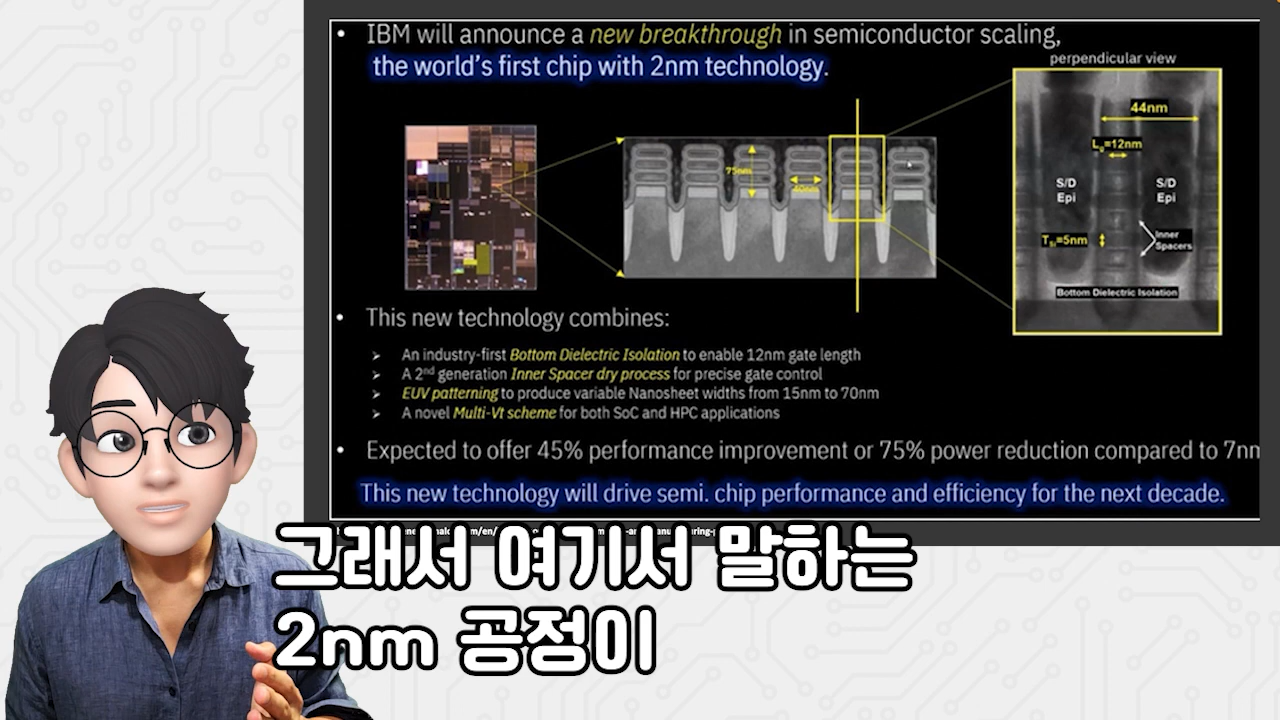 • IBM will announce a new breakthrough in semiconductor scaling,
the world's first chip with 2nm technology.
perpendicular view
44nm
Lg=12nm
75nm
40nm
S/D Epi
S/D Epi
TSi=5nm
Inner Spacers
Bottom Dielectric Isolation
• This new technology combines:
➢ An industry-first Bottom Dielectric Isolation to enable 12nm gate length
➢ A 2nd generation Inner Spacer dry process for precise gate control
➢ EUV patterning to produce variable Nanosheet widths from 15nm to 70nm
➢ A novel Multi-Vt scheme for both SoC and HPC applications
• Expected to offer 45% performance improvement or 75% power reduction compared to 7nm
This new technology will drive semi. chip performance and efficiency for the next decade.
그래서 여기서 말하는
2nm 공정이